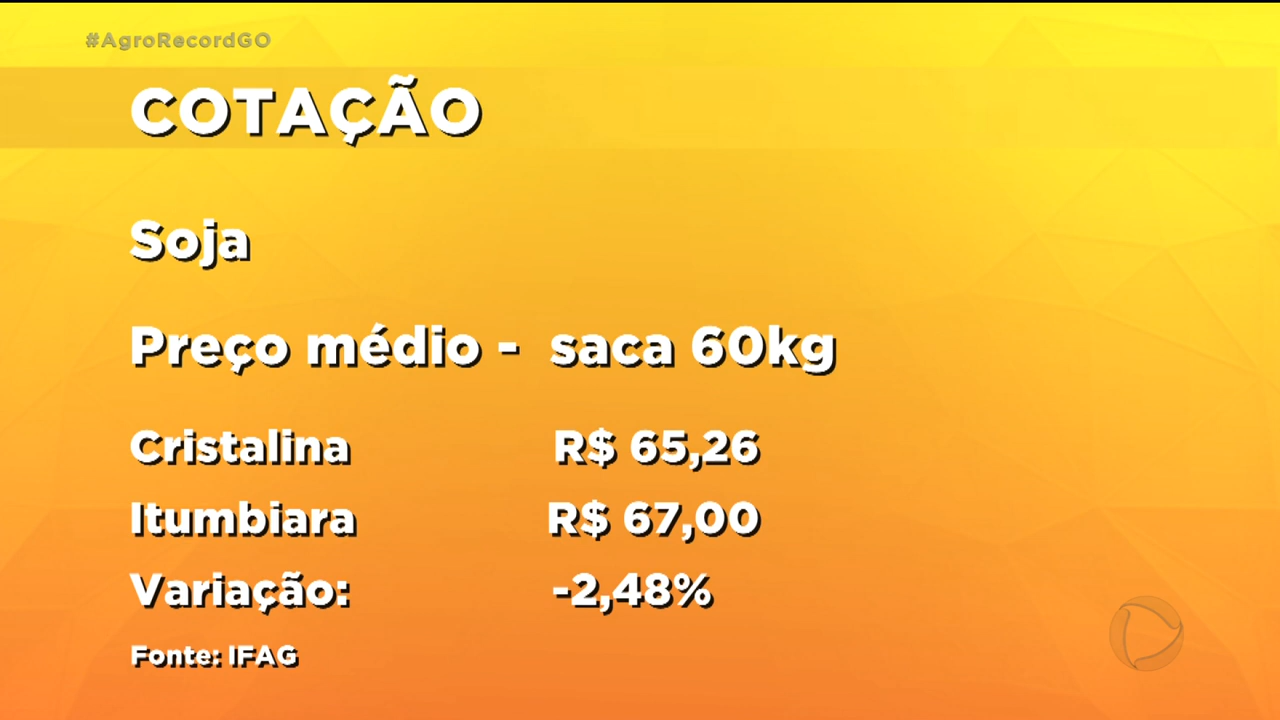 #AgroRecordGO
COTAÇÃO
Soja
Preço médio - saca 60kg
Cristalina R$ 65,26
Itumbiara R$ 67,00
Variação: -2,48%
Fonte: IFAG